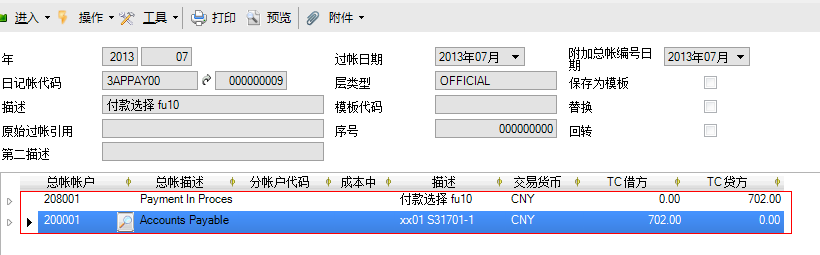 进入 操作 工具 打印 预览 附件
年 2013 07 过帐日期 2013年07月 附加总帐编号日期 2013年07月
日记帐代码 3APPAY00 000000009 层类型 OFFICIAL 保存为模板
描述 付款选择 fu10 模板代码 替换
原始过帐引用 序号 000000000 回转
第二描述
总帐帐户 总帐描述 分帐户代码 成本中 描述 交易货币 TC 借方 TC 贷方
208001 Payment In Proces 付款选择 fu10 CNY 0.00 702.00
200001 Accounts Payable xx01 S31701-1 CNY 702.00 0.00